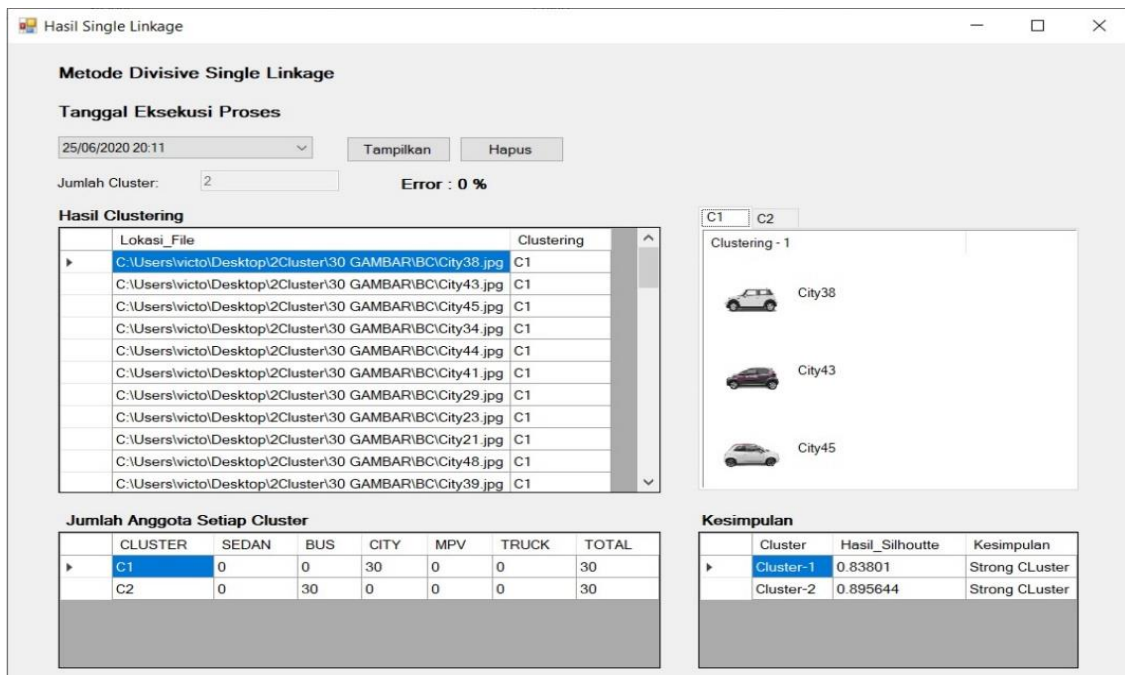 Hasil Single Linkage
Metode Divisive Single Linkage
Tanggal Eksekusi Proses
25/06/2020 20:11
Tampilkan
Hapus
Jumlah Cluster:
2
Error : 0 %
Hasil Clustering
Lokasi_File Clustering
C:\Users\victo\Desktop\2Cluster\30 GAMBAR\BC\City38.jpg C1
C:\Users\victo\Desktop\2Cluster\30 GAMBAR\BC\City43.jpg C1
C:\Users\victo\Desktop\2Cluster\30 GAMBAR\BC\City45.jpg C1
C:\Users\victo\Desktop\2Cluster\30 GAMBAR\BC\City34.jpg C1
C:\Users\victo\Desktop\2Cluster\30 GAMBAR\BC\City44.jpg C1
C:\Users\victo\Desktop\2Cluster\30 GAMBAR\BC\City41.jpg C1
C:\Users\victo\Desktop\2Cluster\30 GAMBAR\BC\City29.jpg C1
C:\Users\victo\Desktop\2Cluster\30 GAMBAR\BC\City23.jpg C1
C:\Users\victo\Desktop\2Cluster\30 GAMBAR\BC\City21.jpg C1
C:\Users\victo\Desktop\2Cluster\30 GAMBAR\BC\City48.jpg C1
C:\Users\victo\Desktop\2Cluster\30 GAMBAR\BC\City39.jpg C1
C1 C2
Clustering - 1
City38
City43
City45
Jumlah Anggota Setiap Cluster
CLUSTER SEDAN BUS CITY MPV TRUCK TOTAL
C1 0 0 30 0 0 30
C2 0 30 0 0 0 30
Kesimpulan
Cluster Hasil_Silhoutte Kesimpulan
Cluster-1 0.83801 Strong CLuster
Cluster-2 0.895644 Strong CLuster